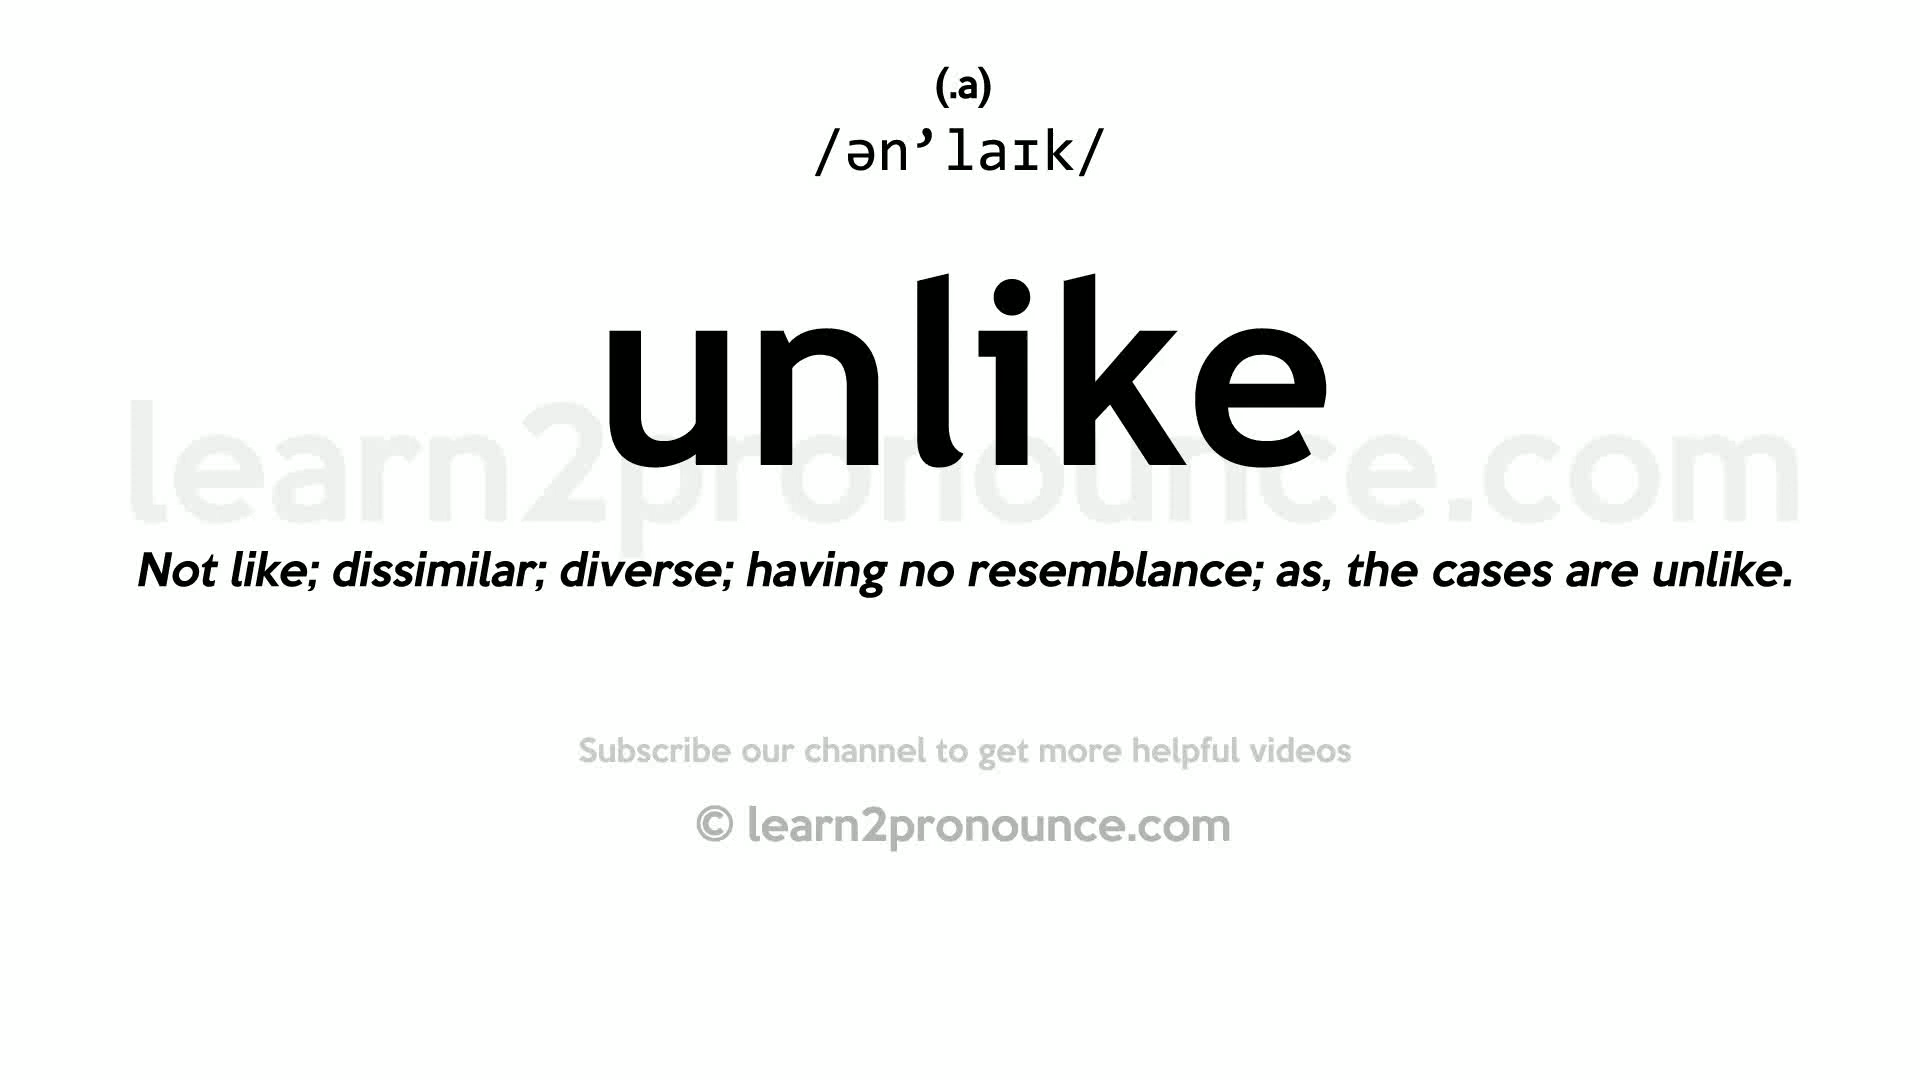 (.a)
/ən’laɪk/
unlike
learn2pronounce.com
Not like; dissimilar; diverse; having no resemblance; as, the cases are unlike.
Subscribe our channel to get more helpful videos
© learn2pronounce.com